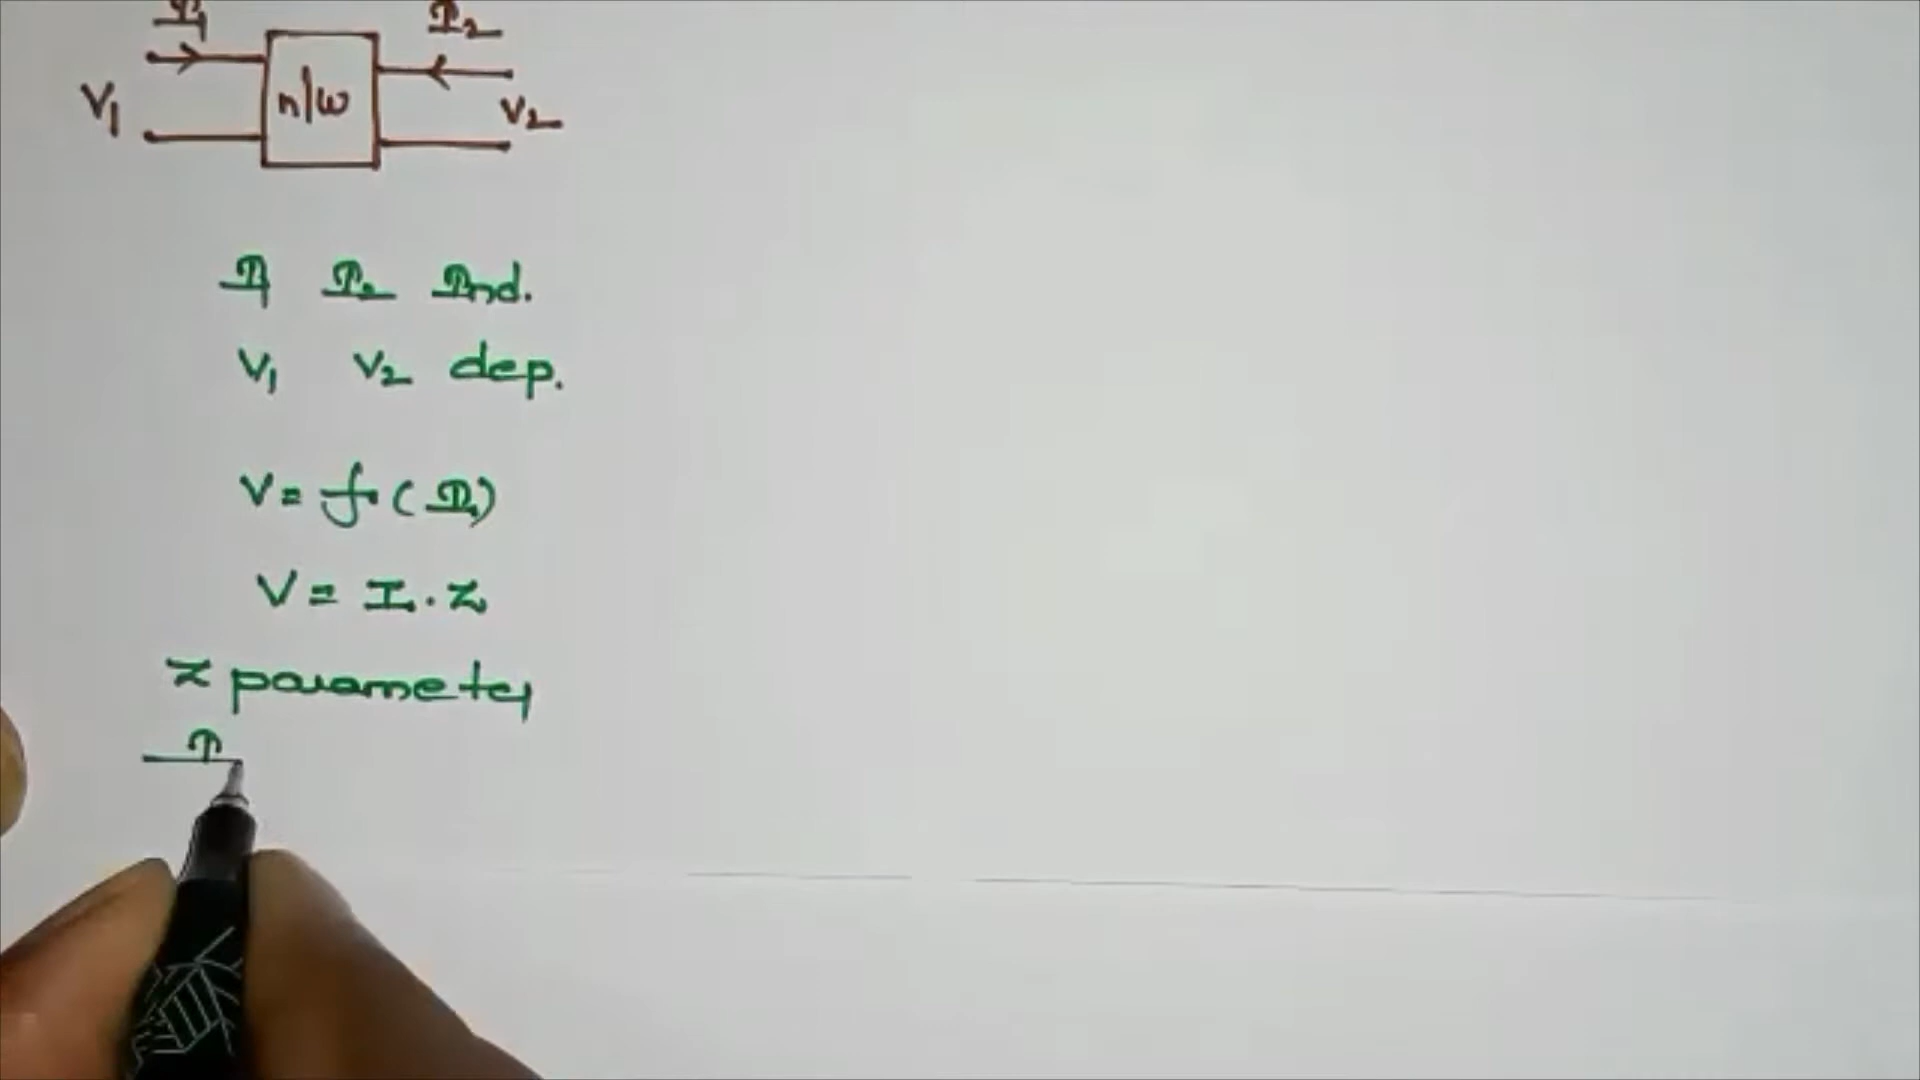 I1 I2
V1 n/w V2
I1 I2 Ind.
V1 V2 dep.
V = f (I)
V = I . Z
Z parameter
I